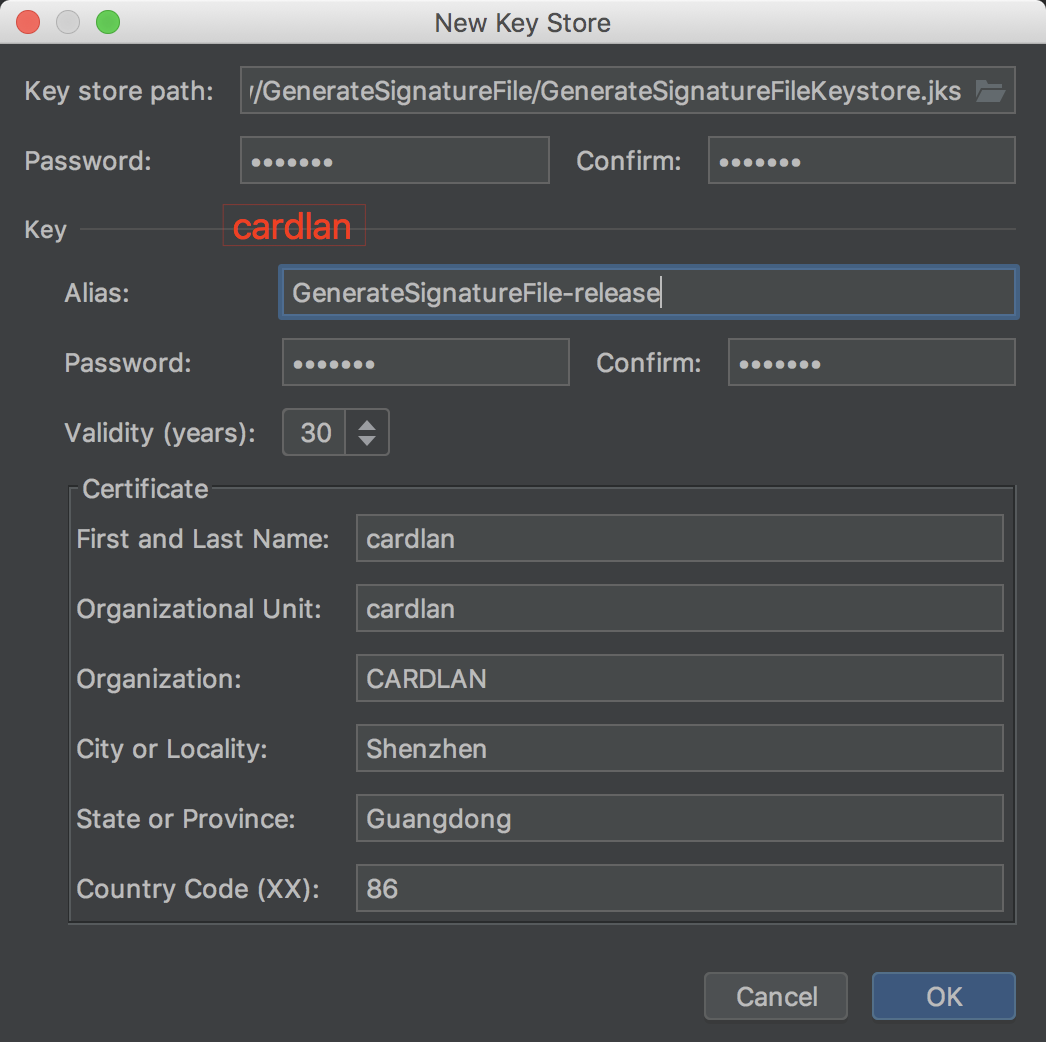 New Key Store
Key store path: /GenerateSignatureFile/GenerateSignatureFileKeystore.jks
Password: ••••••• Confirm: •••••••
Key cardlan
Alias: GenerateSignatureFile-release
Password: ••••••• Confirm: •••••••
Validity (years): 30
Certificate
First and Last Name: cardlan
Organizational Unit: cardlan
Organization: CARDLAN
City or Locality: Shenzhen
State or Province: Guangdong
Country Code (XX): 86
Cancel OK